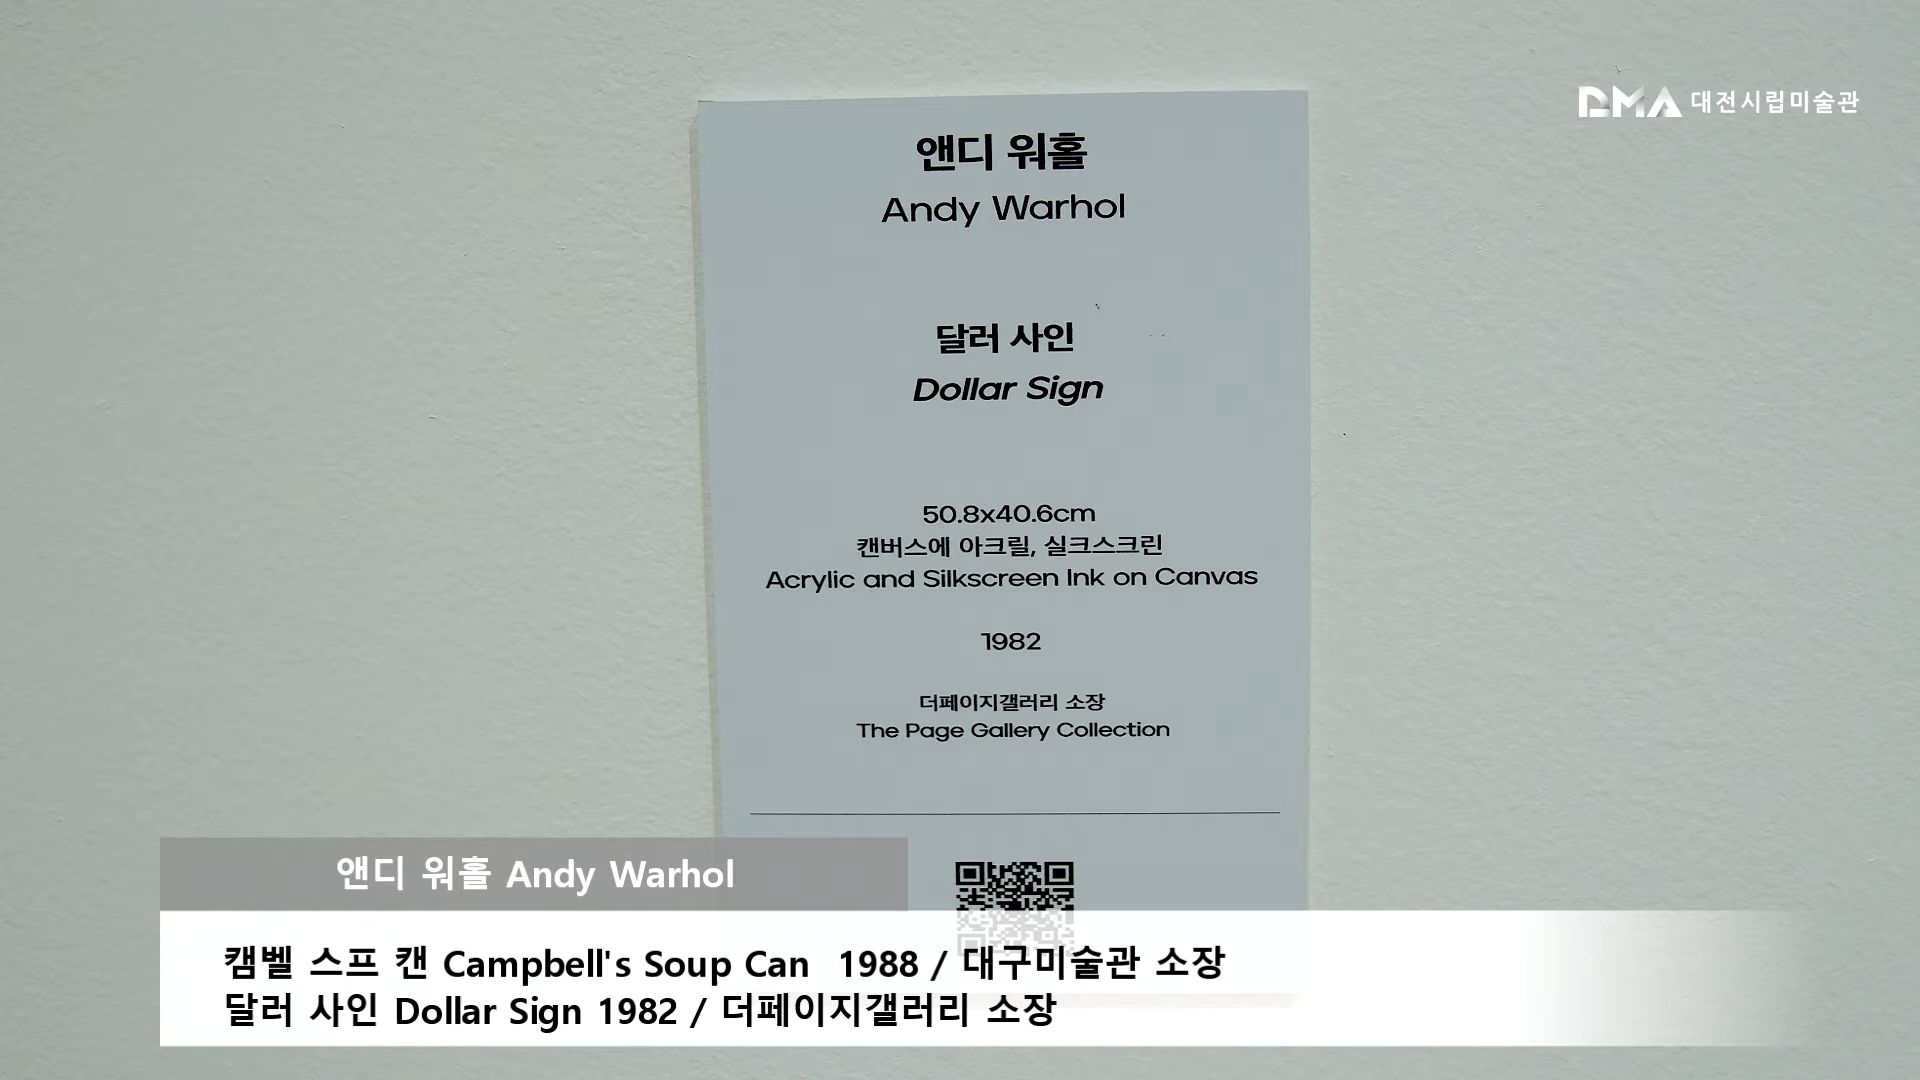 DMA 대전시립미술관
앤디 워홀
Andy Warhol
달러 사인
Dollar Sign
50.8x40.6cm
캔버스에 아크릴, 실크스크린
Acrylic and Silkscreen Ink on Canvas
1982
더페이지갤러리 소장
The Page Gallery Collection
앤디 워홀 Andy Warhol
캠벨 스프 캔 Campbell's Soup Can 1988 / 대구미술관 소장
달러 사인 Dollar Sign 1982 / 더페이지갤러리 소장